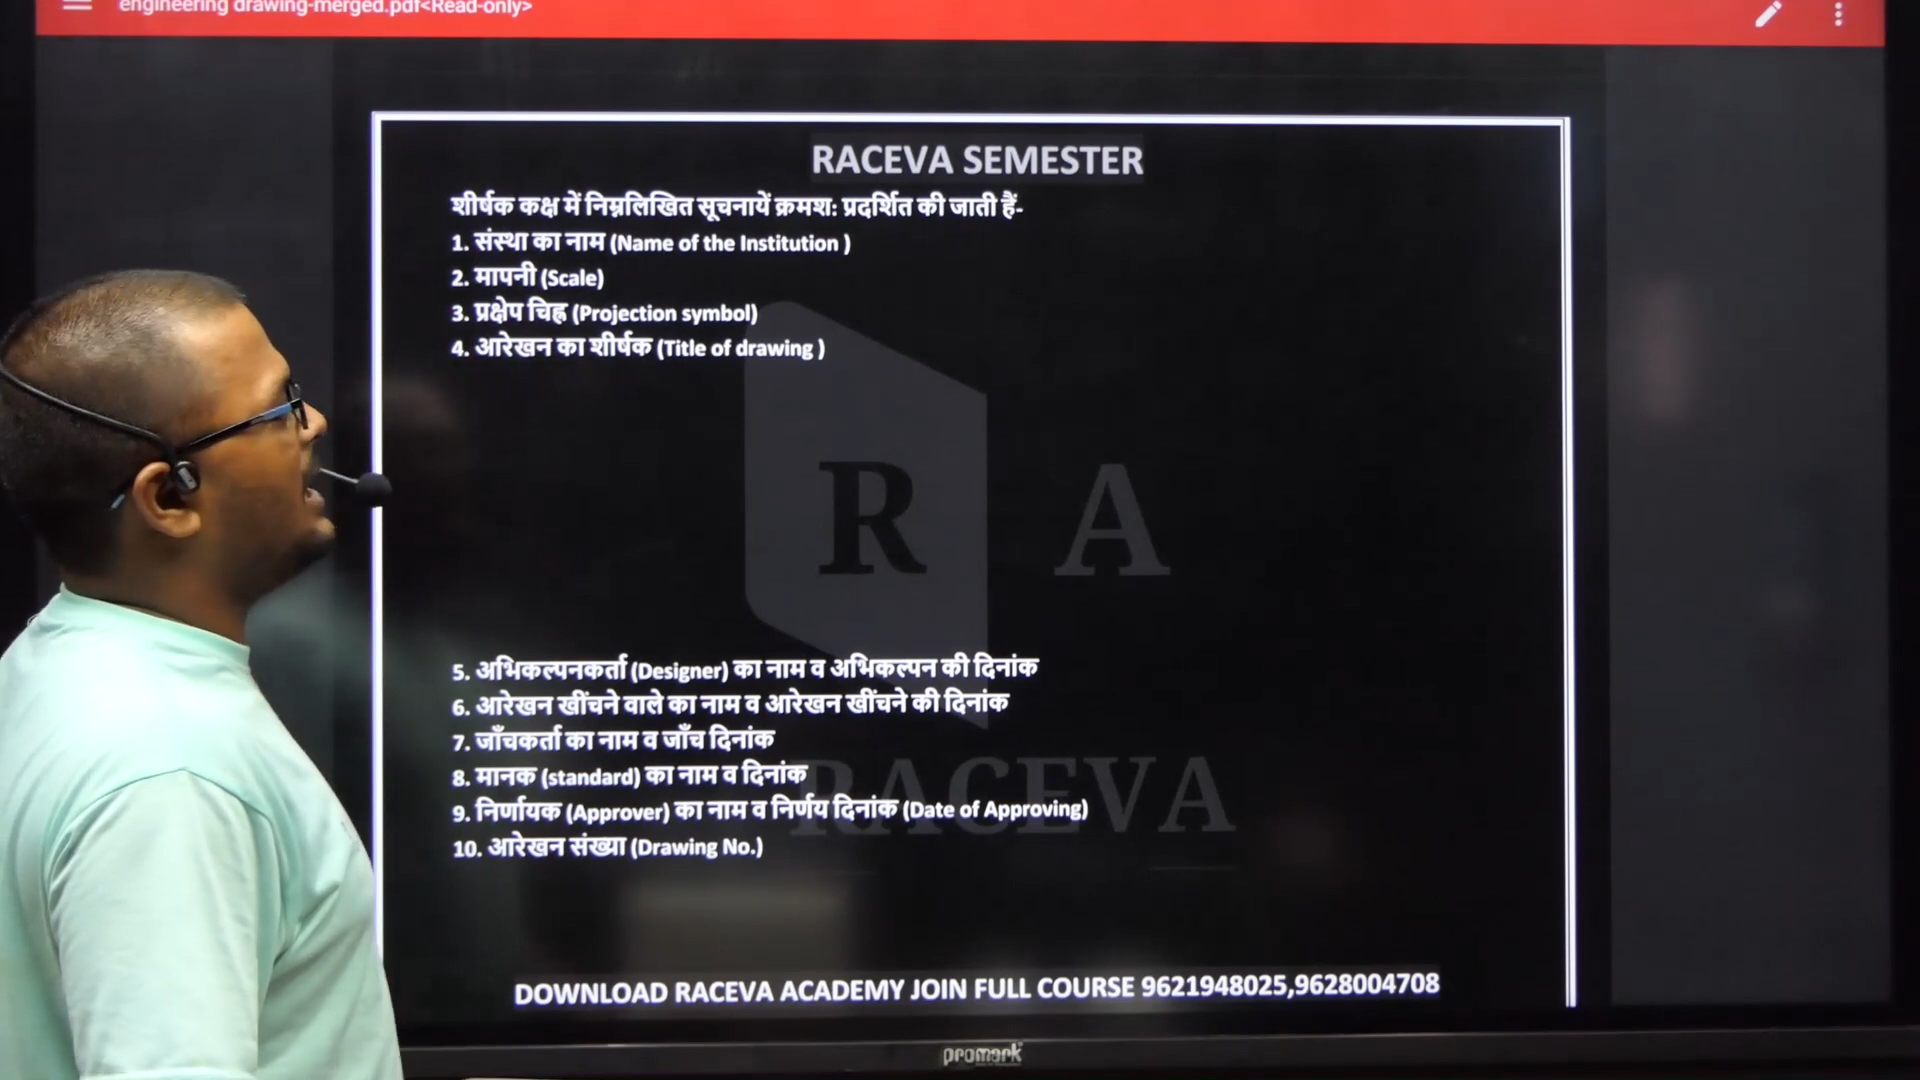 engineering drawing-merged.pdf<Read-only>
RACEVA SEMESTER
शीर्षक कक्ष में निम्नलिखित सूचनायें क्रमश: प्रदर्शित की जाती हैं-
1. संस्था का नाम (Name of the Institution )
2. मापनी (Scale)
3. प्रक्षेप चिह्न (Projection symbol)
4. आरेखन का शीर्षक (Title of drawing )
R A
5. अभिकल्पनकर्ता (Designer) का नाम व अभिकल्पन की दिनांक
6. आरेखन खींचने वाले का नाम व आरेखन खींचने की दिनांक
7. जाँचकर्ता का नाम व जाँच दिनांक
8. मानक (standard) का नाम व दिनांक
RACEVA
9. निर्णायक (Approver) का नाम व निर्णय दिनांक (Date of Approving)
10. आरेखन संख्या (Drawing No.)
DOWNLOAD RACEVA ACADEMY JOIN FULL COURSE 9621948025,9628004708
promark